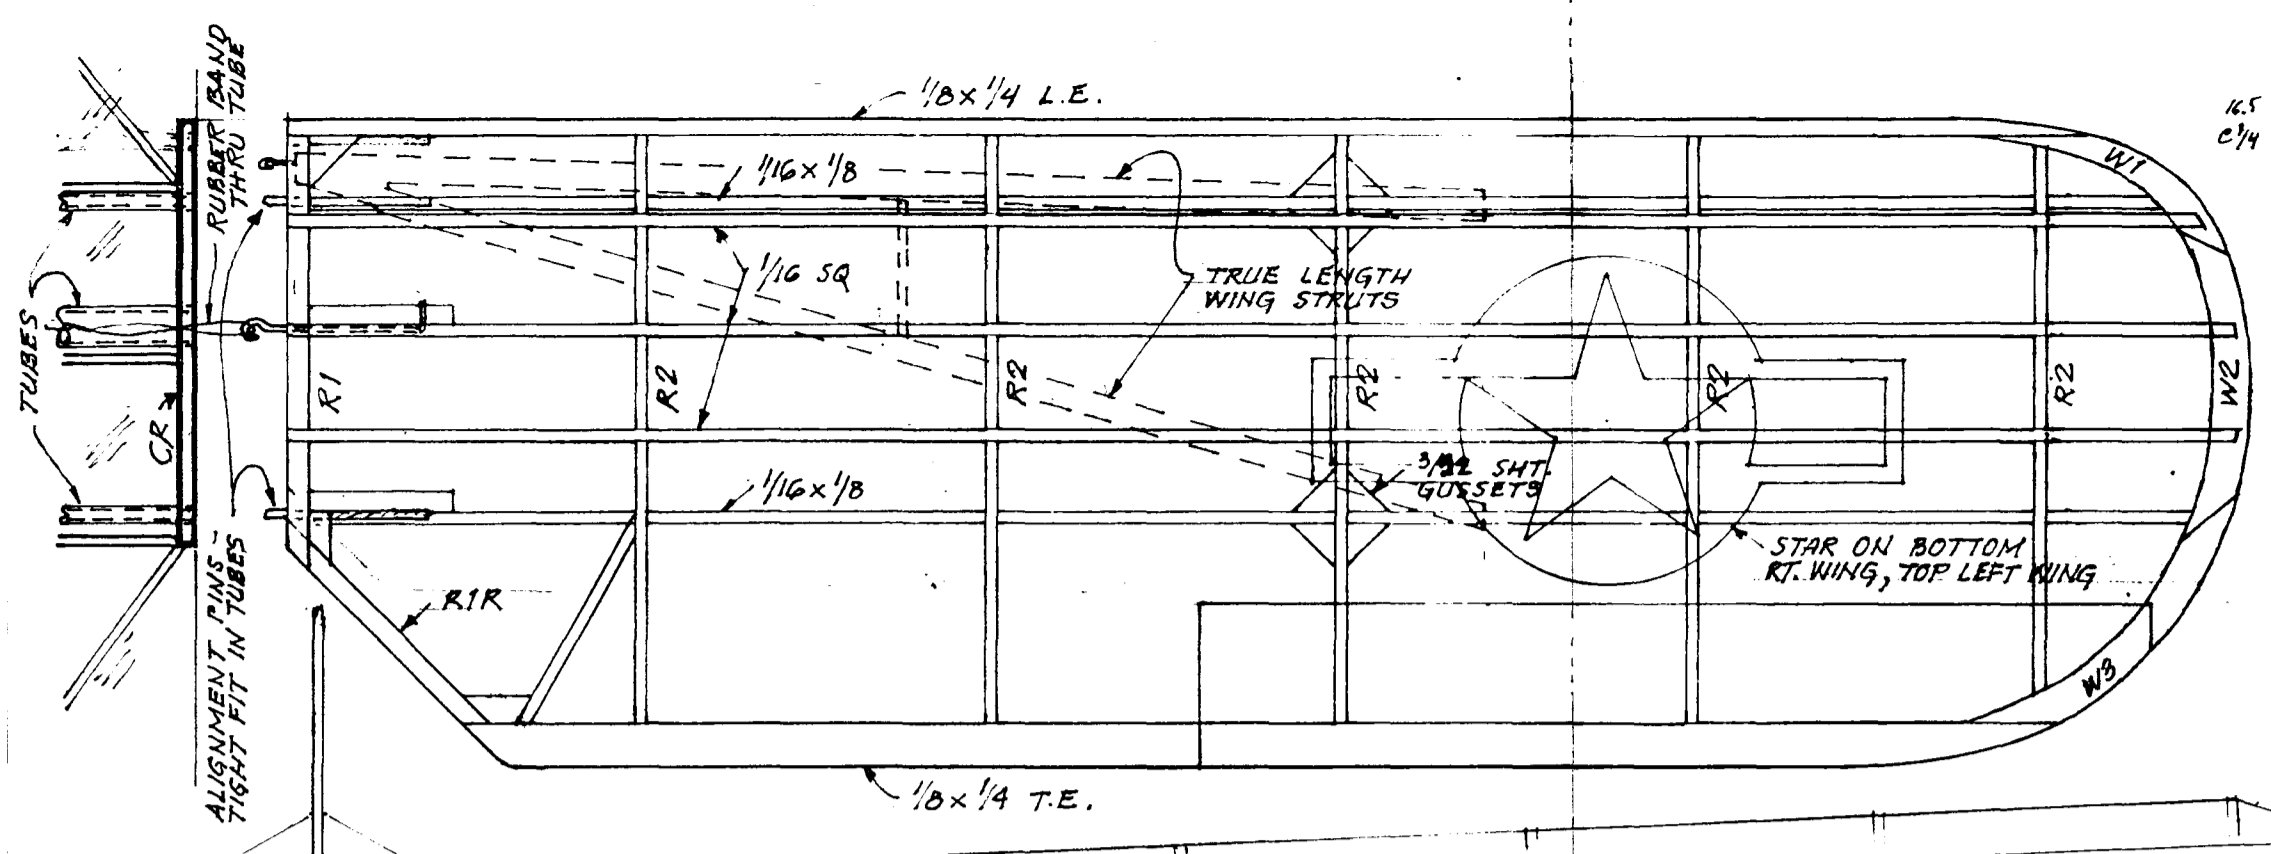 RUBBER BAND
THRU TUBE
1/8 x 1/4 L.E.
16.5
C 3/4
W1
1/16 x 1/8
1/16 SQ
TRUE LENGTH
WING STRUTS
TUBES
CR
R1
R2
R2
R2
R2
R2
W2
3/32 SHT.
GUSSETS
1/16 x 1/8
STAR ON BOTTOM
RT. WING, TOP LEFT WING
ALIGNMENT PINS -
TIGHT FIT IN TUBES
R1R
W3
1/8 x 1/4 T.E.